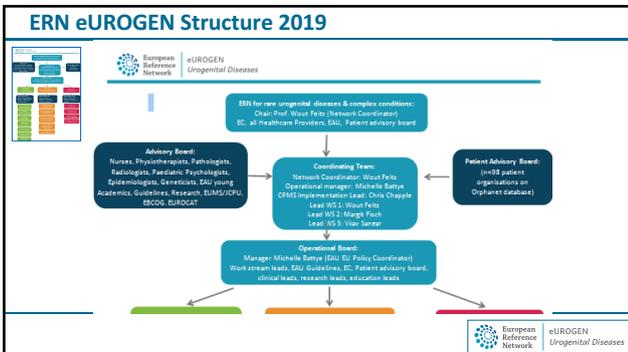 ERN eUROGEN Structure 2019
European
Reference
Network
eUROGEN
Urogenital Diseases
ERN for rare urogenital diseases & complex conditions:
Chair: Prof. Wout Feitz (Network Coordinator)
EC, all Healthcare Providers, EAU, Patient advisory board
Advisory Board:
Nurses, Physiotherapists, Pathologists,
Radiologists, Paediatric Psychologists,
Epidemiologists, Geneticists, EAU young
Academics, Guidelines, Research, EUMS/JCPU,
EBCOG, EUROCAT
Coordinating Team:
Network Coordinator: Wout Feitz
Operational manager: Michelle Battye
CPMS Implementation Lead: Chris Chapple
Lead WS 1: Wout Feitz
Lead WS 2: Margit Fisch
Lead WS 3: Vijay Sangar
Patient Advisory Board:
(n=98 patient
organisations on
Orphanet database)
Operational Board:
Manager Michelle Battye (EAU EU Policy Coordinator)
Work stream leads, EAU Guidelines, EC, Patient advisory board,
clinical leads, research leads, education leads
European
Reference
Network
eUROGEN
Urogenital Diseases